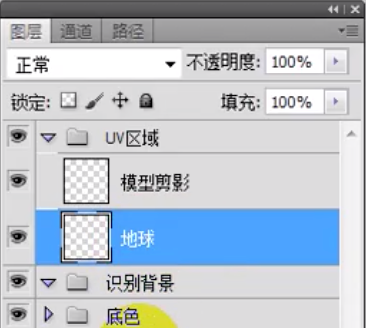 图层 通道 路径
正常 不透明度: 100%
锁定: 填充: 100%
UV区域
模型剪影
地球
识别背景
底色